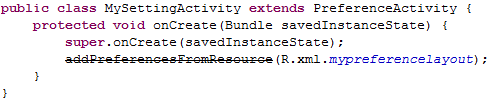 public class MySettingActivity extends PreferenceActivity {
    protected void onCreate(Bundle savedInstanceState) {
        super.onCreate(savedInstanceState);
        addPreferencesFromResource(R.xml.mypreferencelayout);
    }
}